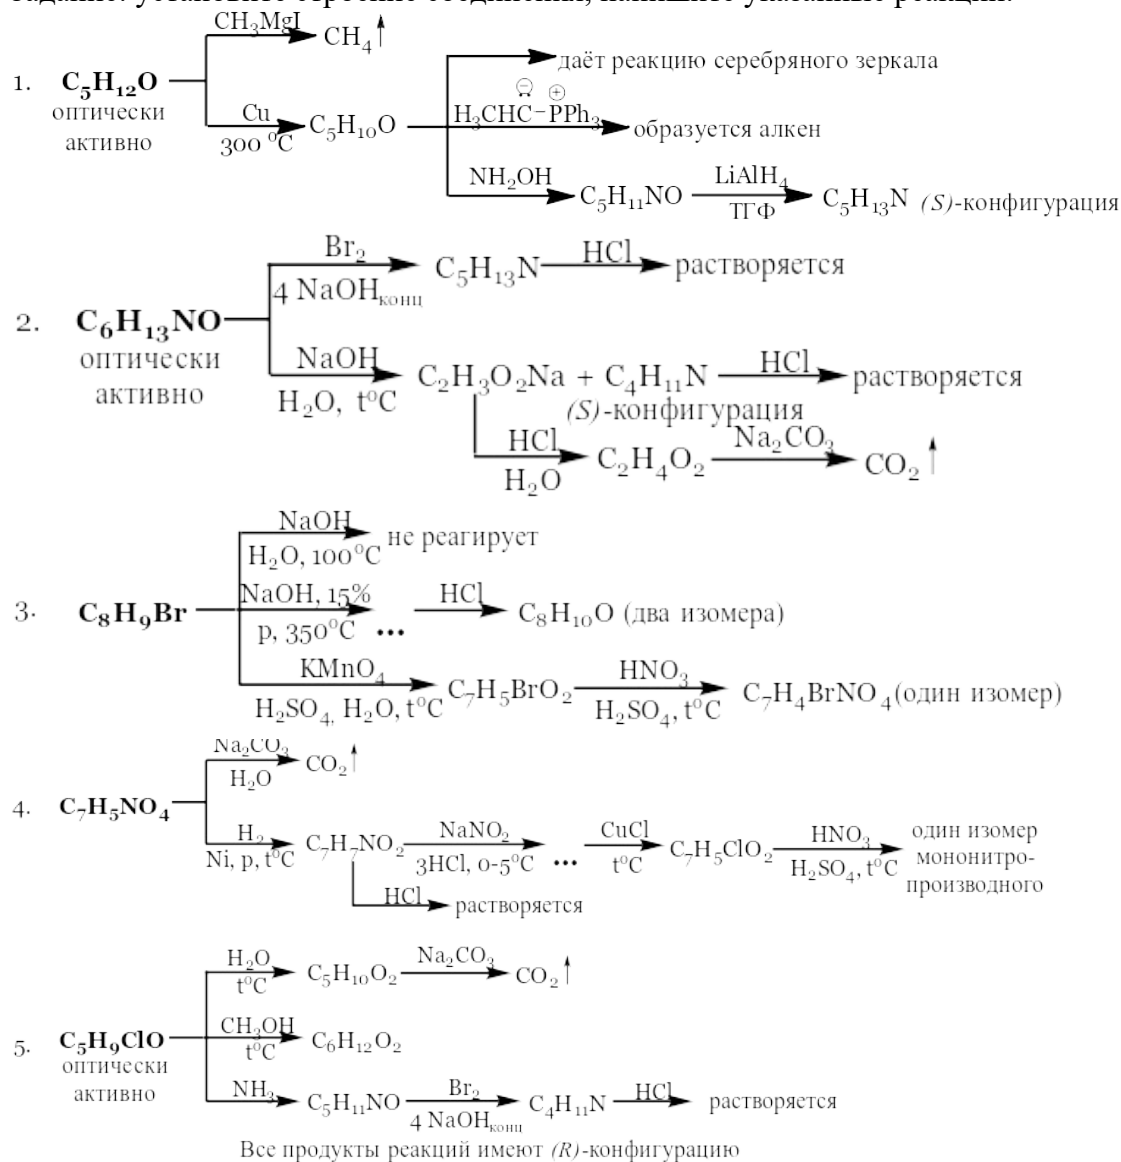 CH₃MgI
CH₄↑
1. C₅H₁₂O
оптически
активно
Cu
300 °C
C₅H₁₀O
даёт реакцию серебряного зеркала
H₃CHC–PPh₃
⊖ ⊕
образуется алкен
NH₂OH
C₅H₁₁NO
LiAlH₄
ТГФ
C₅H₁₃N (S)-конфигурация
Br₂
4 NaOHконц
C₅H₁₃N
HCl
растворяется
2. C₆H₁₃NO
оптически
активно
NaOH
H₂O, t°C
C₂H₃O₂Na + C₄H₁₁N
HCl
растворяется
(S)-конфигурация
HCl
H₂O
C₂H₄O₂
Na₂CO₃
CO₂↑
NaOH
H₂O, 100°C
не реагирует
3. C₈H₉Br
NaOH, 15%
p, 350°C
...
HCl
C₈H₁₀O (два изомера)
KMnO₄
H₂SO₄, H₂O, t°C
C₇H₅BrO₂
HNO₃
H₂SO₄, t°C
C₇H₄BrNO₄(один изомер)
Na₂CO₃
H₂O
CO₂↑
4. C₇H₅NO₄
H₂
Ni, p, t°C
C₇H₇NO₂
NaNO₂
3HCl, 0-5°C
...
CuCl
t°C
C₇H₅ClO₂
HNO₃
H₂SO₄, t°C
один изомер
мононитро-
производного
HCl
растворяется
H₂O
t°C
C₅H₁₀O₂
Na₂CO₃
CO₂↑
5. C₅H₉ClO
оптически
активно
CH₃OH
t°C
C₆H₁₂O₂
NH₃
C₅H₁₁NO
Br₂
4 NaOHконц
C₄H₁₁N
HCl
растворяется
Все продукты реакций имеют (R)-конфигурацию